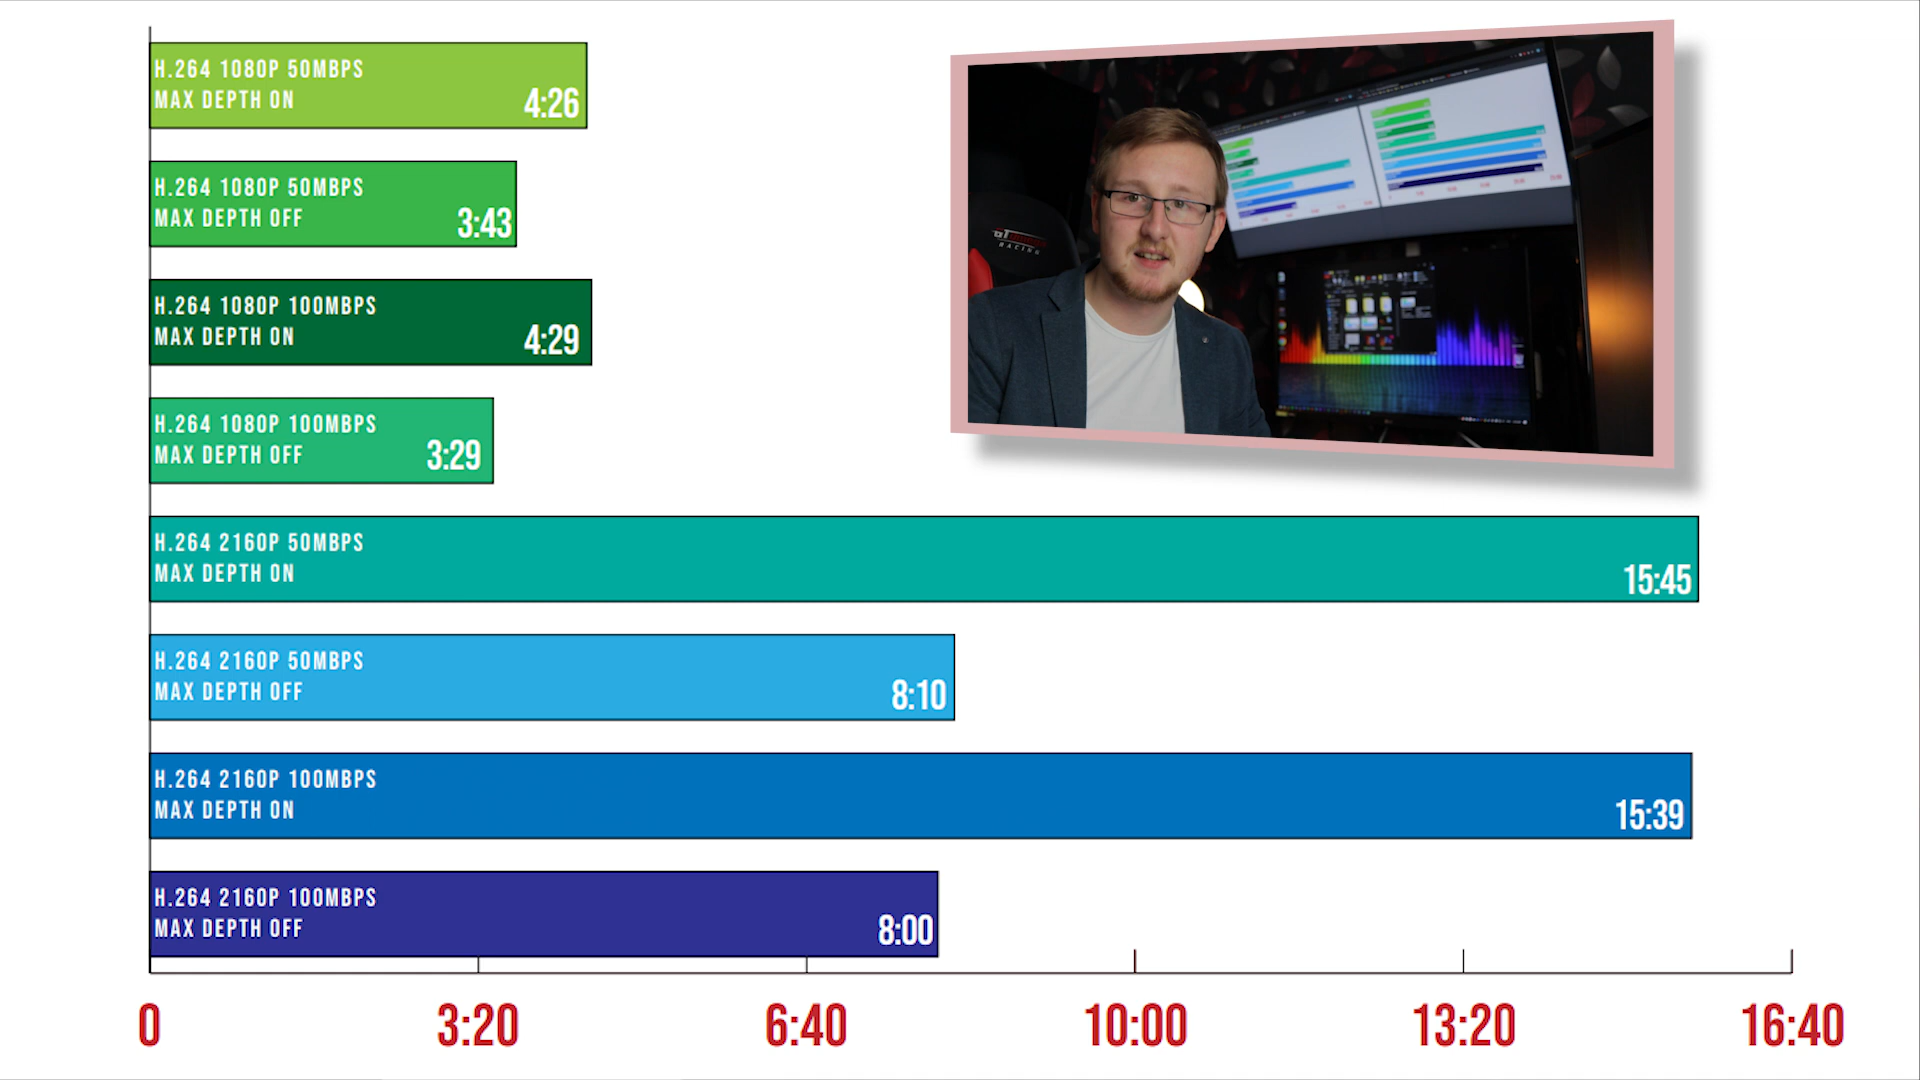 H.264 1080P 50MBPS
MAX DEPTH ON
4:26
H.264 1080P 50MBPS
MAX DEPTH OFF
3:43
H.264 1080P 100MBPS
MAX DEPTH ON
4:29
H.264 1080P 100MBPS
MAX DEPTH OFF
3:29
H.264 2160P 50MBPS
MAX DEPTH ON
15:45
H.264 2160P 50MBPS
MAX DEPTH OFF
8:10
H.264 2160P 100MBPS
MAX DEPTH ON
15:39
H.264 2160P 100MBPS
MAX DEPTH OFF
8:00
0 3:20 6:40 10:00 13:20 16:40
RACING